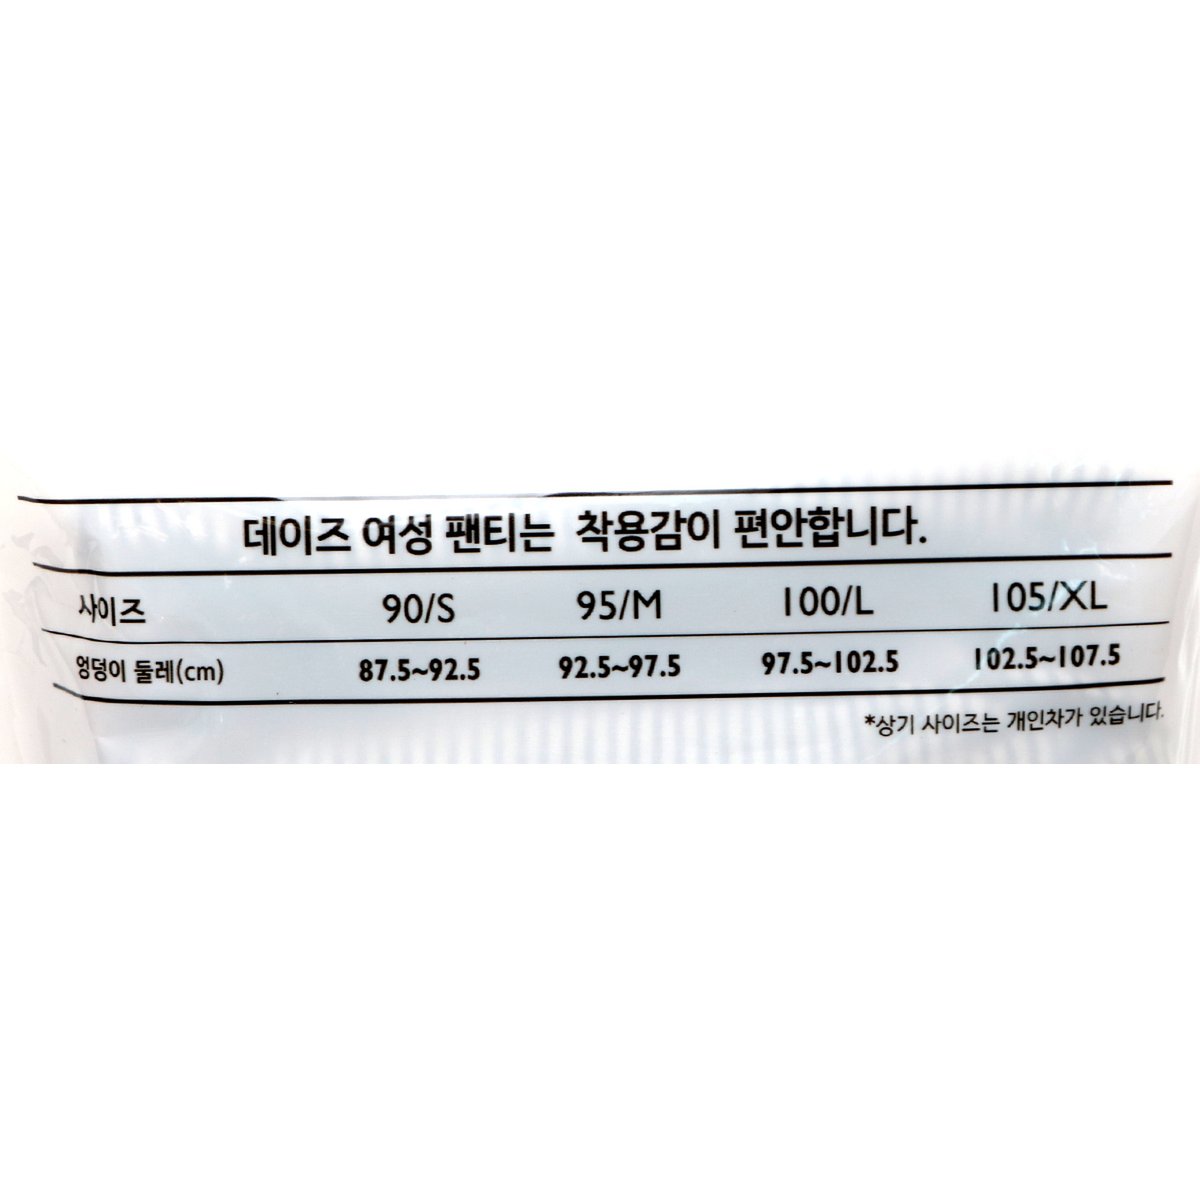 데이즈 여성 팬티는 착용감이 편안합니다.
사이즈 90/S 95/M 100/L 105/XL
엉덩이 둘레(cm) 87.5~92.5 92.5~97.5 97.5~102.5 102.5~107.5
*상기 사이즈는 개인차가 있습니다.